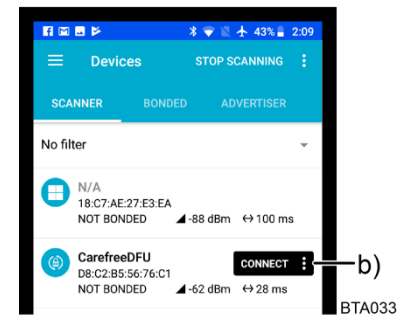 43% 2:09
Devices STOP SCANNING
SCANNER BONDED ADVERTISER
No filter
N/A
18:C7:AE:27:E3:EA
NOT BONDED -88 dBm ↔ 100 ms
CarefreeDFU CONNECT b)
D8:C2:B5:56:76:C1
NOT BONDED -62 dBm ↔ 28 ms
BTA033